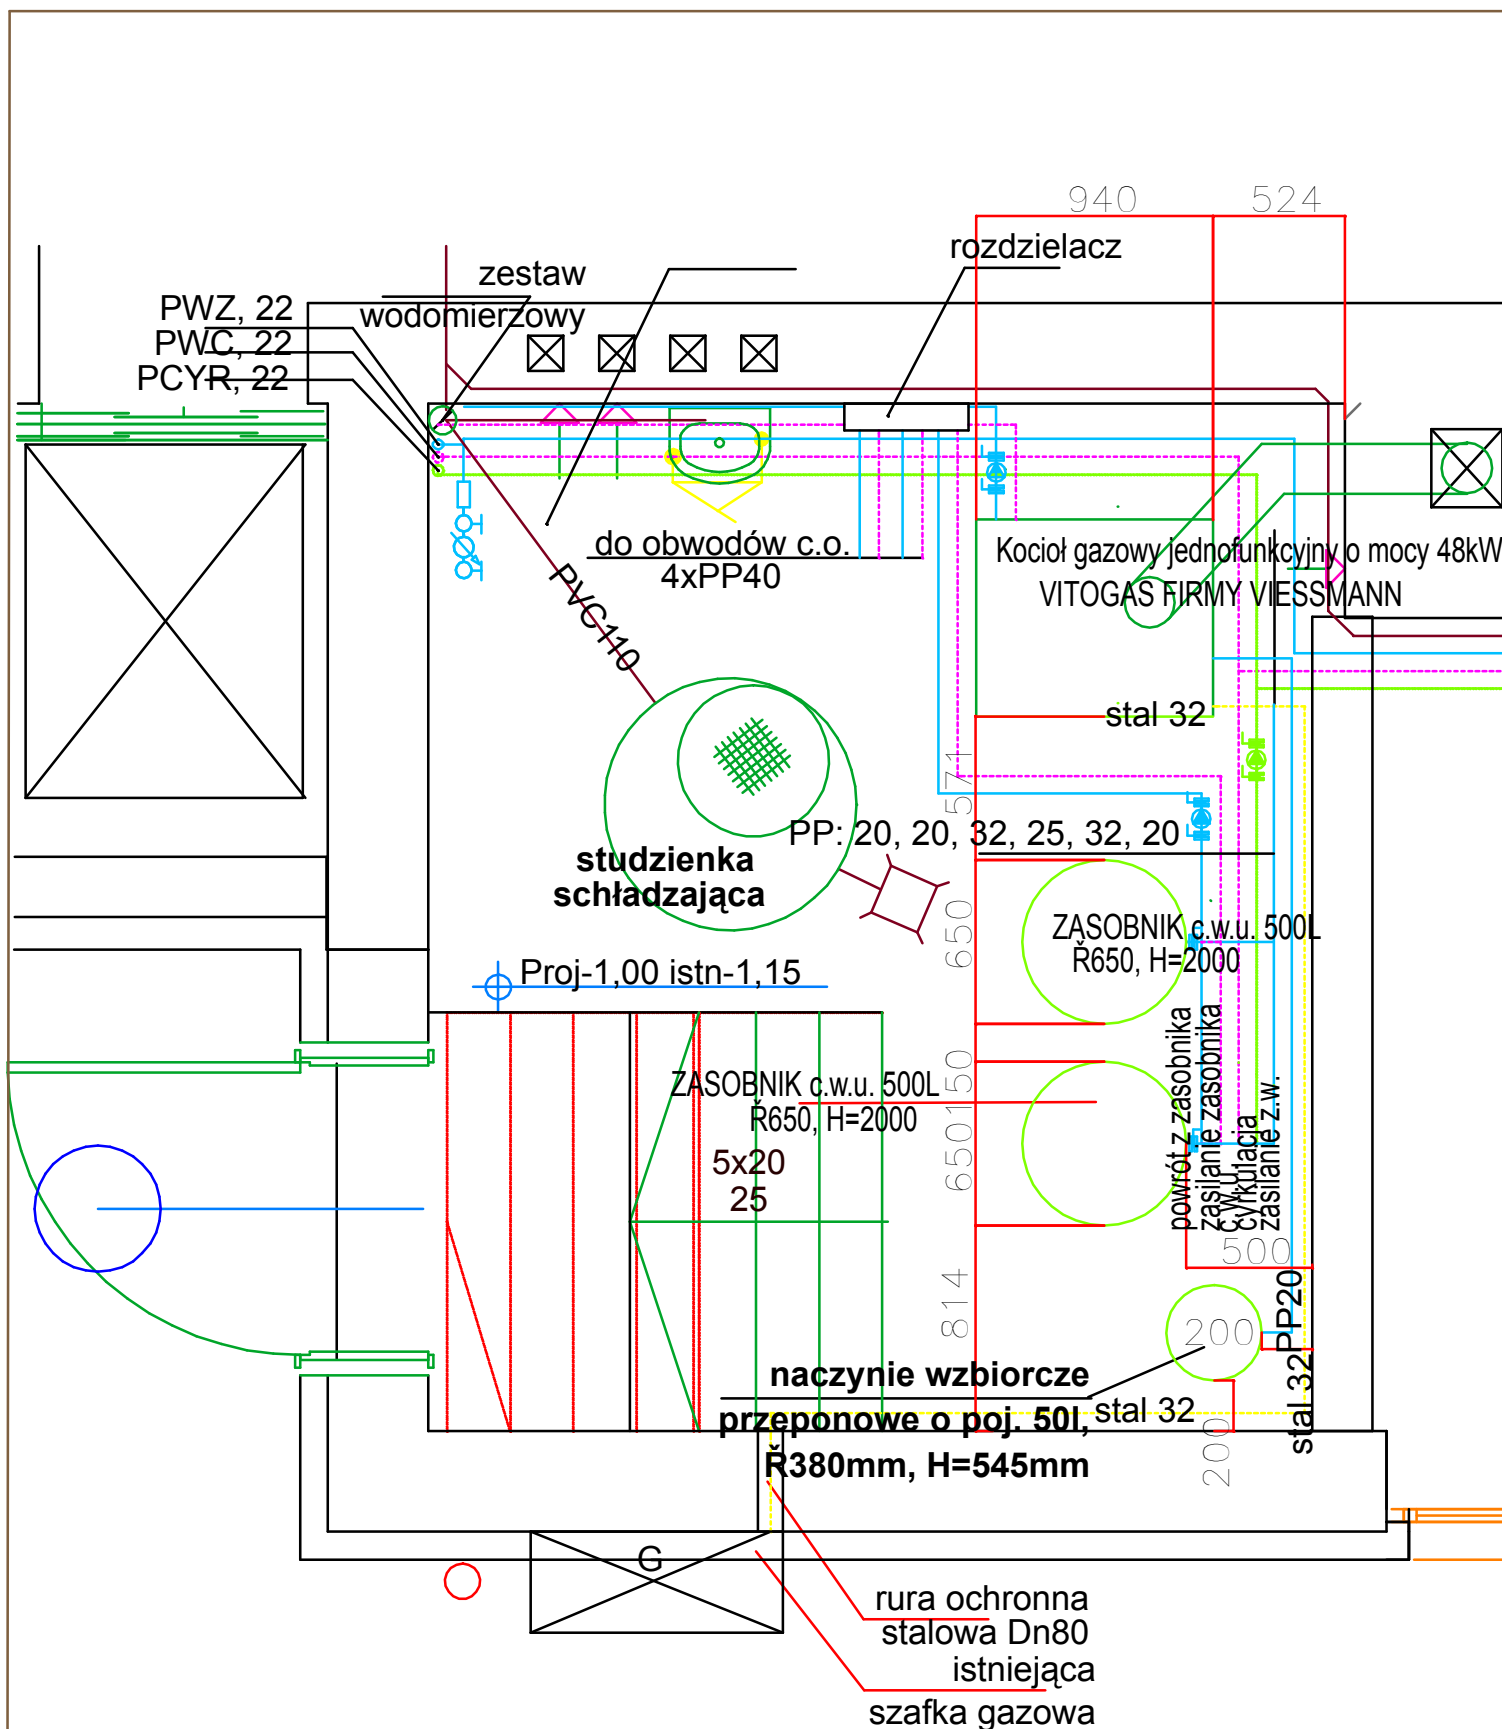 940
524
zestaw
wodomierzowy
rozdzielacz
PWZ, 22
PWC, 22
PCYR, 22
do obwodów c.o.
4xPP40
PVC110
Kocioł gazowy jednofunkcyjny o mocy 48kW
VITOGAS FIRMY VIESSMANN
stal 32
571
PP: 20, 20, 32, 25, 32, 20
studzienka
schładzająca
650
ZASOBNIK c.w.u. 500L
Ř650, H=2000
Proj-1,00 istn-1,15
150
ZASOBNIK c.w.u. 500L
Ř650, H=2000
650
5x20
25
powrót z zasobnika
zasilanie zasobnika
c.w.u.
cyrkulacja
zasilanie z.w.
500
814
200
PP20
stal 32
naczynie wzbiorcze
przeponowe o poj. 50l,
Ř380mm, H=545mm
stal 32
200
G
rura ochronna
stalowa Dn80
istniejąca
szafka gazowa